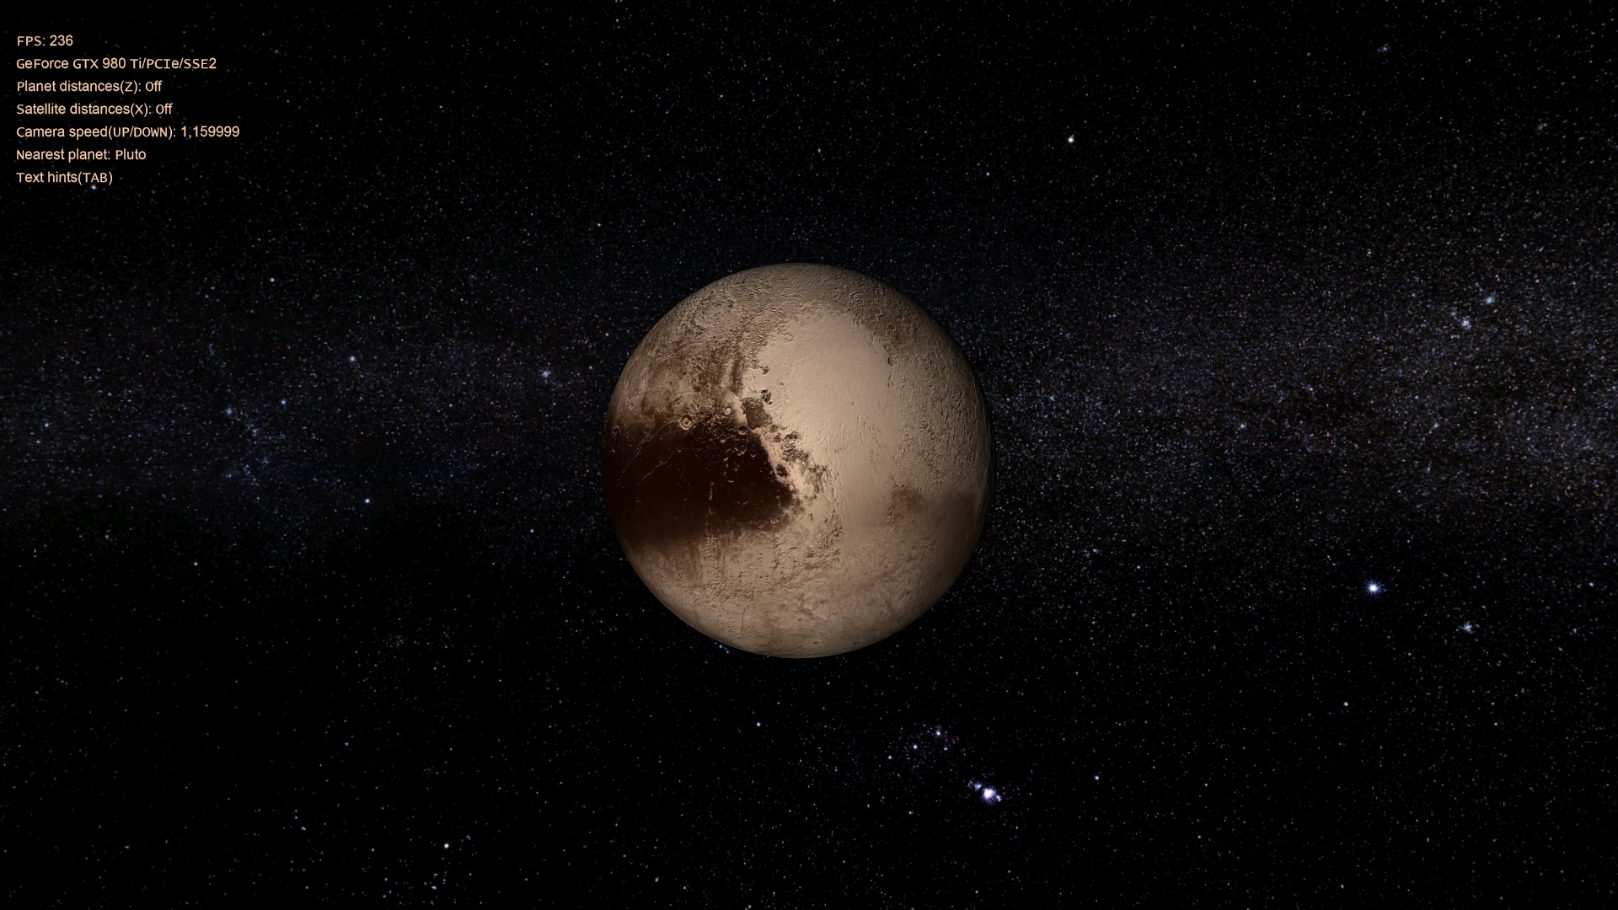 FPS: 236
GeForce GTX 980 Ti/PCIe/SSE2
Planet distances(Z): Off
Satellite distances(X): Off
Camera speed(UP/DOWN): 1,159999
Nearest planet: Pluto
Text hints(TAB)